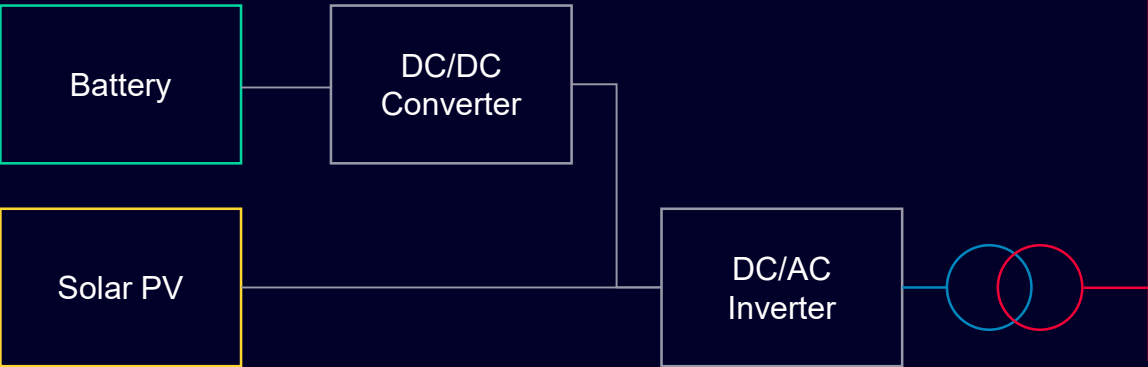 Battery
DC/DC
Converter
Solar PV
DC/AC
Inverter